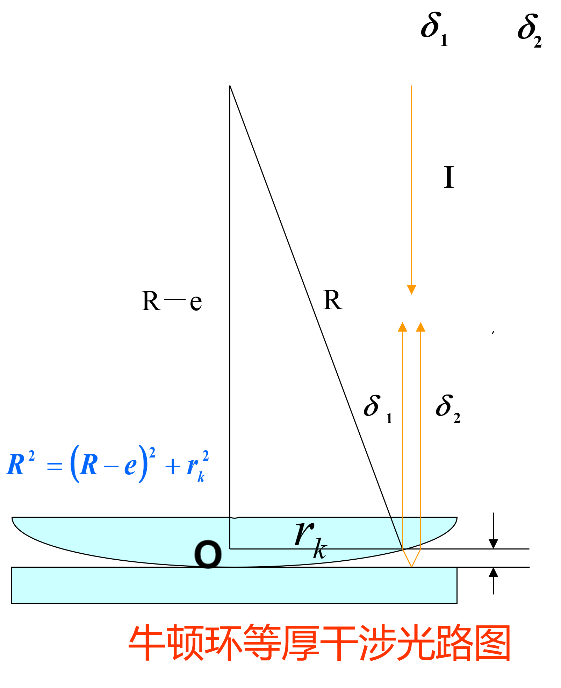 δ₁ δ₂
I
R－e
R
δ₁ δ₂
R² = (R − e)² + rₖ²
rₖ
O
牛顿环等厚干涉光路图